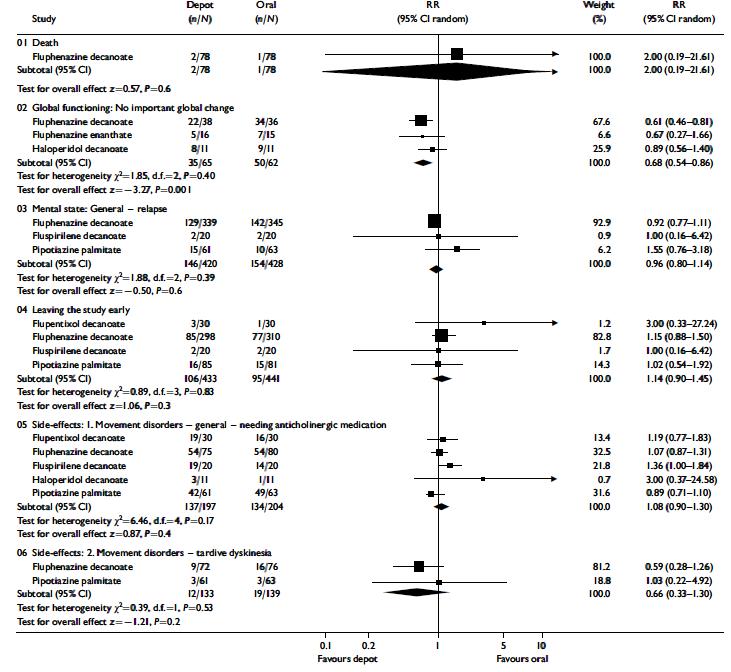 Depot Oral RR Weight RR
Study (n/N) (n/N) (95% CI random) (%) (95% CI random)
01 Death
Fluphenazine decanoate 2/78 1/78 100.0 2.00 (0.19–21.61)
Subtotal (95% CI) 2/78 1/78 100.0 2.00 (0.19–21.61)
Test for overall effect z=0.57, P=0.6
02 Global functioning: No important global change
Fluphenazine decanoate 22/38 34/36 67.6 0.61 (0.46–0.81)
Fluphenazine enanthate 5/16 7/15 6.6 0.67 (0.27–1.66)
Haloperidol decanoate 8/11 9/11 25.9 0.89 (0.56–1.40)
Subtotal (95% CI) 35/65 50/62 100.0 0.68 (0.54–0.86)
Test for heterogeneity χ²=1.85, d.f.=2, P=0.40
Test for overall effect z=−3.27, P=0.001
03 Mental state: General – relapse
Fluphenazine decanoate 129/339 142/345 92.9 0.92 (0.77–1.11)
Fluspirilene decanoate 2/20 2/20 0.9 1.00 (0.16–6.42)
Pipotiazine palmitate 15/61 10/63 6.2 1.55 (0.76–3.18)
Subtotal (95% CI) 146/420 154/428 100.0 0.96 (0.80–1.14)
Test for heterogeneity χ²=1.88, d.f.=2, P=0.39
Test for overall effect z=−0.50, P=0.6
04 Leaving the study early
Flupentixol decanoate 3/30 1/30 1.2 3.00 (0.33–27.24)
Fluphenazine decanoate 85/298 77/310 82.8 1.15 (0.88–1.50)
Fluspirilene decanoate 2/20 2/20 1.7 1.00 (0.16–6.42)
Pipotiazine palmitate 16/85 15/81 14.3 1.02 (0.54–1.92)
Subtotal (95% CI) 106/433 95/441 100.0 1.14 (0.90–1.45)
Test for heterogeneity χ²=0.89, d.f.=3, P=0.83
Test for overall effect z=1.06, P=0.3
05 Side-effects: 1. Movement disorders – general – needing anticholinergic medication
Flupentixol decanoate 19/30 16/30 13.4 1.19 (0.77–1.83)
Fluphenazine decanoate 54/75 54/80 32.5 1.07 (0.87–1.31)
Fluspirilene decanoate 19/20 14/20 21.8 1.36 (1.00–1.84)
Haloperidol decanoate 3/11 1/11 0.7 3.00 (0.37–24.58)
Pipotiazine palmitate 42/61 49/63 31.6 0.89 (0.71–1.10)
Subtotal (95% CI) 137/197 134/204 100.0 1.08 (0.90–1.30)
Test for heterogeneity χ²=6.46, d.f.=4, P=0.17
Test for overall effect z=0.87, P=0.4
06 Side-effects: 2. Movement disorders – tardive dyskinesia
Fluphenazine decanoate 9/72 16/76 81.2 0.59 (0.28–1.26)
Pipotiazine palmitate 3/61 3/63 18.8 1.03 (0.22–4.92)
Subtotal (95% CI) 12/133 19/139 100.0 0.66 (0.33–1.30)
Test for heterogeneity χ²=0.39, d.f.=1, P=0.53
Test for overall effect z=−1.21, P=0.2
0.1 0.2 1 5 10
Favours depot Favours oral